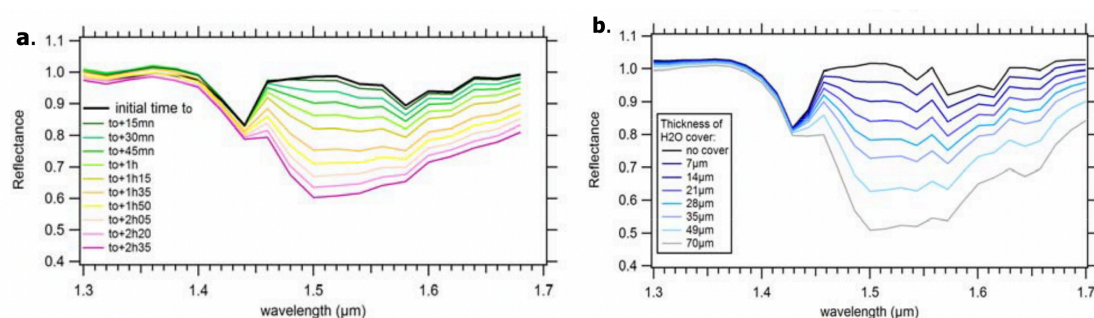 a.
1.1
1.0
0.9
0.8
0.7
0.6
0.5
0.4
Reflectance
initial time to
to+15mn
to+30mn
to+45mn
to+1h
to+1h15
to+1h35
to+1h50
to+2h05
to+2h20
to+2h35
1.3
1.4
1.5
1.6
1.7
wavelength (µm)
b.
1.1
1.0
0.9
0.8
0.7
0.6
0.5
0.4
Reflectance
Thickness of
H2O cover:
no cover
7µm
14µm
21µm
28µm
35µm
49µm
70µm
1.3
1.4
1.5
1.6
1.7
wavelength (µm)